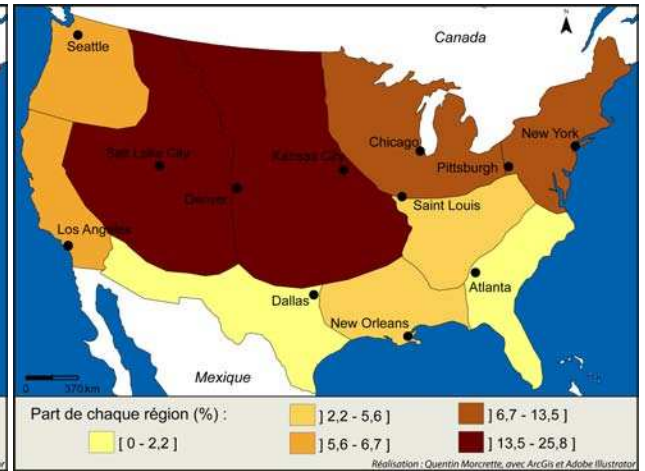 Canada
Seattle
New York
Chicago
Pittsburgh
Salt Lake City
Kansas City
Denver
Saint Louis
Los Angeles
Atlanta
Dallas
New Orleans
0 370 km
Mexique
Part de chaque région (%) :
[ 0 - 2,2 ]
] 2,2 - 5,6 ]
] 5,6 - 6,7 ]
] 6,7 - 13,5 ]
] 13,5 - 25,8 ]
Réalisation : Quentin Morcrette, avec ArcGis et Adobe Illustrator